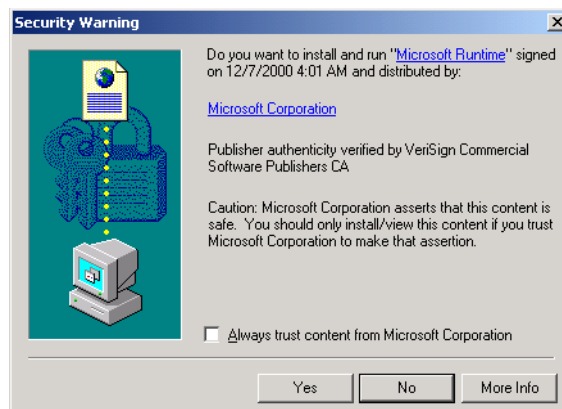 Security Warning
Do you want to install and run "Microsoft Runtime" signed
on 12/7/2000 4:01 AM and distributed by:
Microsoft Corporation
Publisher authenticity verified by VeriSign Commercial
Software Publishers CA
Caution: Microsoft Corporation asserts that this content is
safe. You should only install/view this content if you trust
Microsoft Corporation to make that assertion.
Always trust content from Microsoft Corporation
Yes No More Info